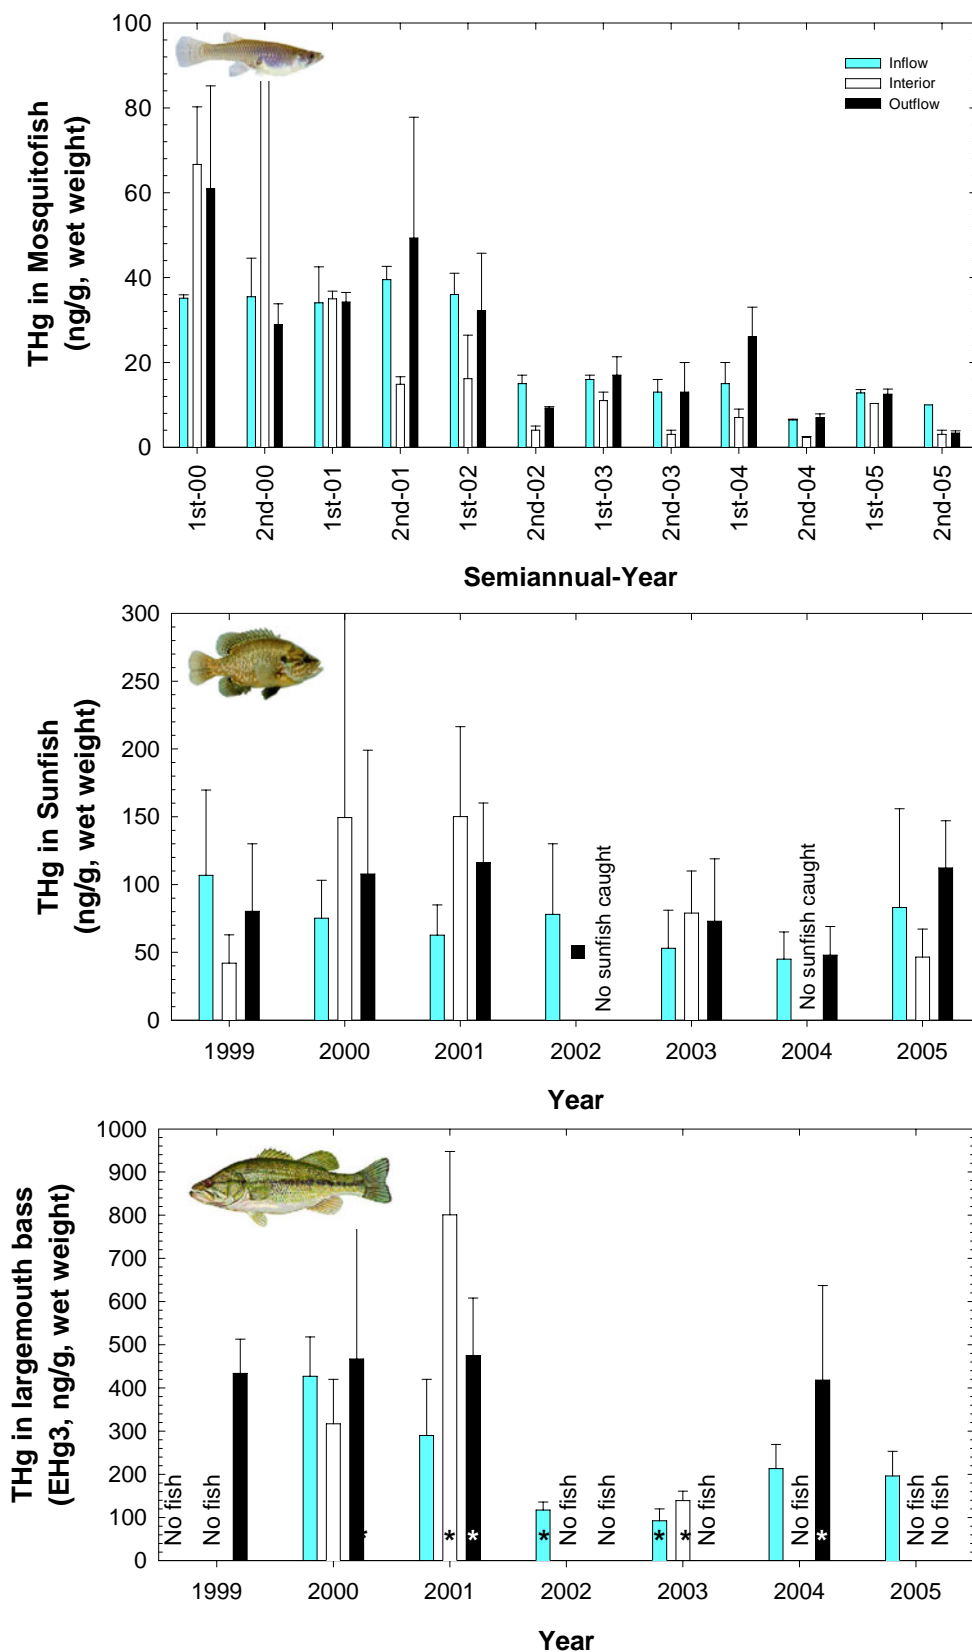 100
80
60
40
20
0
THg in Mosquitofish
(ng/g, wet weight)
Inflow
Interior
Outflow
1st-00
2nd-00
1st-01
2nd-01
1st-02
2nd-02
1st-03
2nd-03
1st-04
2nd-04
1st-05
2nd-05
Semiannual-Year
300
250
200
150
100
50
0
THg in Sunfish
(ng/g, wet weight)
No sunfish caught
No sunfish caught
1999
2000
2001
2002
2003
2004
2005
Year
1000
900
800
700
600
500
400
300
200
100
0
THg in largemouth bass
(EHg3, ng/g, wet weight)
No fish
No fish
*
*
*
No fish
No fish
*
*
No fish
No fish
*
No fish
No fish
1999
2000
2001
2002
2003
2004
2005
Year